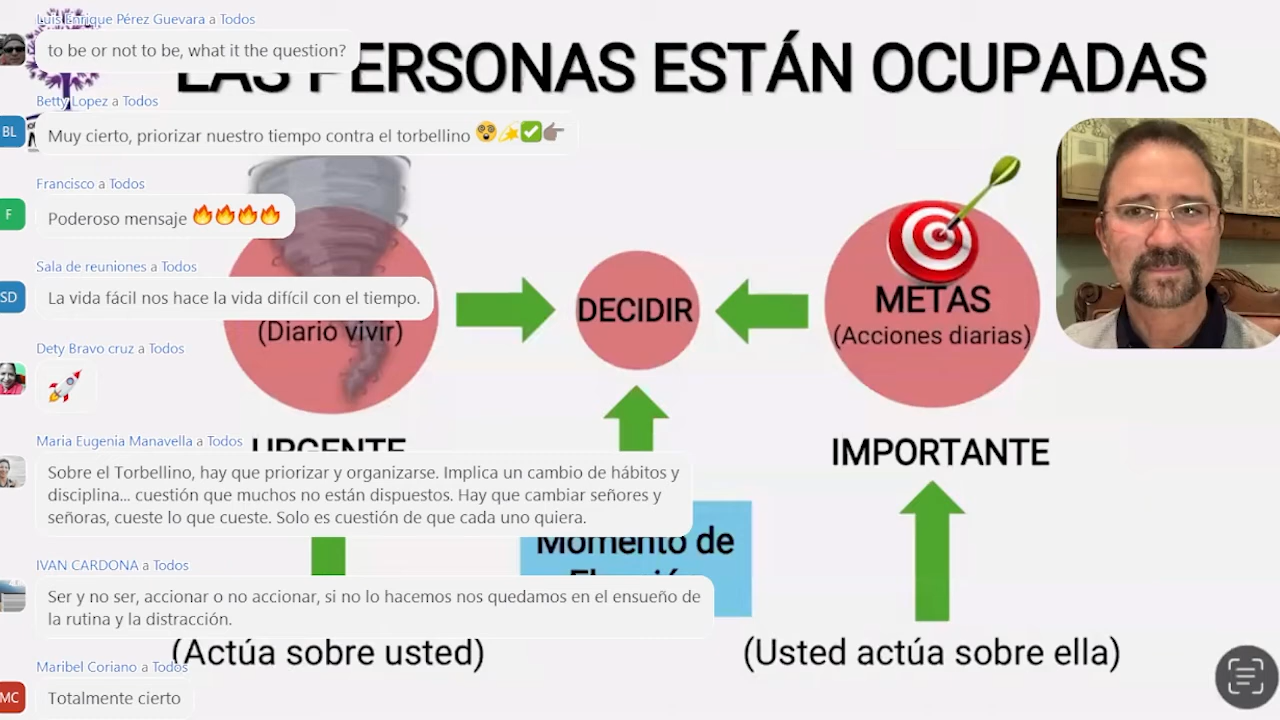 Luis Enrique Pérez Guevara a Todos
to be or not to be, what it the question?
LAS PERSONAS ESTÁN OCUPADAS
Betty Lopez a Todos
BL
Muy cierto, priorizar nuestro tiempo contra el torbellino 😵💫✅👉🏽
Francisco a Todos
F
Poderoso mensaje 🔥🔥🔥🔥
Sala de reuniones a Todos
SD
La vida fácil nos hace la vida difícil con el tiempo.
(Diario vivir)
DECIDIR
METAS
(Acciones diarias)
Dety Bravo cruz a Todos
🚀
Maria Eugenia Manavella a Todos
URGENTE
IMPORTANTE
Sobre el Torbellino, hay que priorizar y organizarse. Implica un cambio de hábitos y
disciplina... cuestión que muchos no están dispuestos. Hay que cambiar señores y
señoras, cueste lo que cueste. Solo es cuestión de que cada uno quiera.
Momento de
IVAN CARDONA a Todos
Ser y no ser, accionar o no accionar, si no lo hacemos nos quedamos en el ensueño de
la rutina y la distracción.
(Actúa sobre usted)
(Usted actúa sobre ella)
Maribel Coriano a Todos
MC
Totalmente cierto